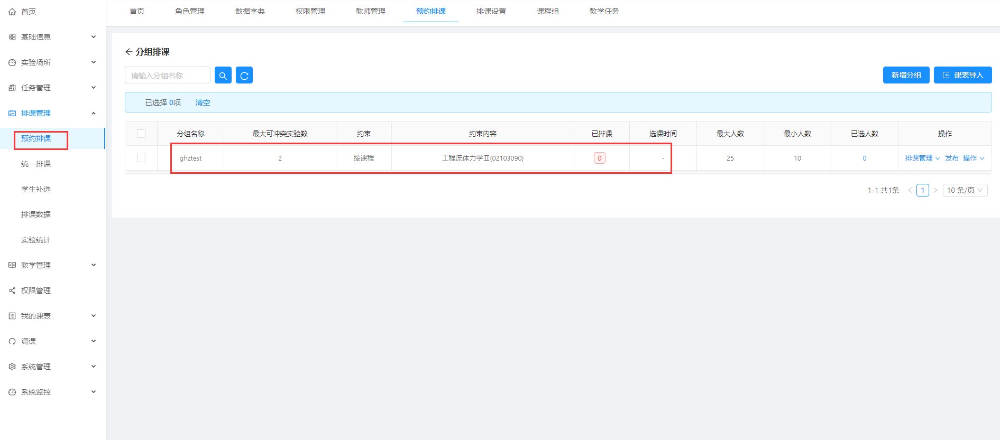 首页
基础信息
实验场所
任务管理
排课管理
预约排课
统一排课
学生补选
排课数据
实验统计
教学管理
权限管理
我的课表
调课
系统管理
系统监控
首页 角色管理 数据字典 权限管理 教师管理 预约排课 排课设置 课程组 教学任务
分组排课
请输入分组名称 新增分组 课表导入
已选择 0项 清空
分组名称 最大可冲突实验数 约束 约束内容 已排课 选课时间 最大人数 最小人数 已选人数 操作
ghztest 2 按课程 工程流体力学Ⅱ(02103090) 0 - 25 10 0 排课管理 发布 操作
1-1 共1条 < 1 > 10 条/页